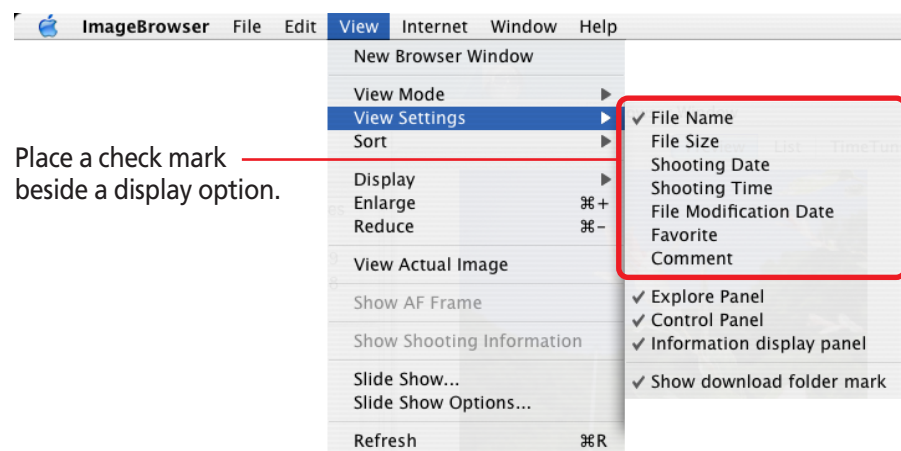 ImageBrowser File Edit View Internet Window Help
New Browser Window
View Mode
View Settings
Sort
Display
Enlarge ⌘+
Reduce ⌘–
View Actual Image
Show AF Frame
Show Shooting Information
Slide Show...
Slide Show Options...
Refresh ⌘R
Place a check mark
beside a display option.
✓ File Name
File Size
Shooting Date
Shooting Time
File Modification Date
Favorite
Comment
✓ Explore Panel
✓ Control Panel
✓ Information display panel
✓ Show download folder mark
List TimeTun